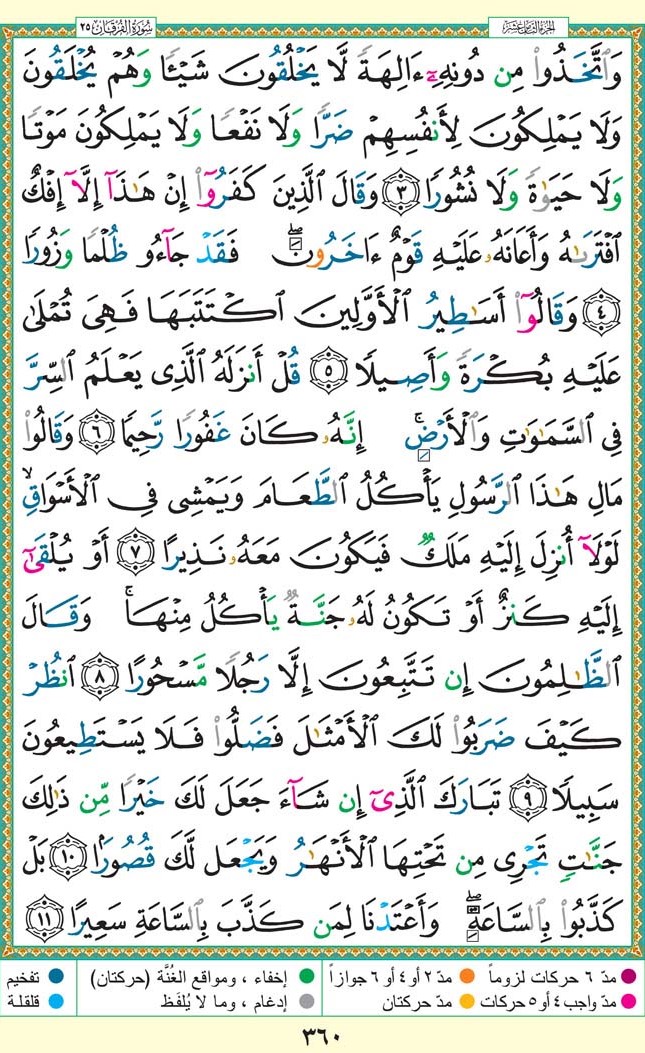 سُورَةُ الفُرْقَان ٢٥
الجزء الثامن عشر
وَٱتَّخَذُوا۟ مِن دُونِهِۦٓ ءَالِهَةً لَّا يَخْلُقُونَ شَيْـًٔا وَهُمْ يُخْلَقُونَ
وَلَا يَمْلِكُونَ لِأَنفُسِهِمْ ضَرًّا وَلَا نَفْعًا وَلَا يَمْلِكُونَ مَوْتًا
وَلَا حَيَوٰةً وَلَا نُشُورًا ٣ وَقَالَ ٱلَّذِينَ كَفَرُوٓا۟ إِنْ هَـٰذَآ إِلَّآ إِفْكٌ
ٱفْتَرَىٰهُ وَأَعَانَهُۥ عَلَيْهِ قَوْمٌ ءَاخَرُونَ ۖ فَقَدْ جَآءُو ظُلْمًا وَزُورًا
٤ وَقَالُوٓا۟ أَسَـٰطِيرُ ٱلْأَوَّلِينَ ٱكْتَتَبَهَا فَهِىَ تُمْلَىٰ
عَلَيْهِ بُكْرَةً وَأَصِيلًا ٥ قُلْ أَنزَلَهُ ٱلَّذِى يَعْلَمُ ٱلسِّرَّ
فِى ٱلسَّمَـٰوَٰتِ وَٱلْأَرْضِ ۚ إِنَّهُۥ كَانَ غَفُورًا رَّحِيمًا ٦ وَقَالُوا۟
مَالِ هَـٰذَا ٱلرَّسُولِ يَأْكُلُ ٱلطَّعَامَ وَيَمْشِى فِى ٱلْأَسْوَاقِ ۙ
لَوْلَآ أُنزِلَ إِلَيْهِ مَلَكٌ فَيَكُونَ مَعَهُۥ نَذِيرًا ٧ أَوْ يُلْقَىٰٓ
إِلَيْهِ كَنزٌ أَوْ تَكُونُ لَهُۥ جَنَّةٌ يَأْكُلُ مِنْهَا ۚ وَقَالَ
ٱلظَّـٰلِمُونَ إِن تَتَّبِعُونَ إِلَّا رَجُلًا مَّسْحُورًا ٨ ٱنظُرْ
كَيْفَ ضَرَبُوا۟ لَكَ ٱلْأَمْثَـٰلَ فَضَلُّوا۟ فَلَا يَسْتَطِيعُونَ
سَبِيلًا ٩ تَبَارَكَ ٱلَّذِىٓ إِن شَآءَ جَعَلَ لَكَ خَيْرًا مِّن ذَٰلِكَ
جَنَّـٰتٍ تَجْرِى مِن تَحْتِهَا ٱلْأَنْهَـٰرُ وَيَجْعَل لَّكَ قُصُورًۢا ١٠ بَلْ
كَذَّبُوا۟ بِٱلسَّاعَةِ ۖ وَأَعْتَدْنَا لِمَن كَذَّبَ بِٱلسَّاعَةِ سَعِيرًا ١١
مدّ ٦ حركات لزوماً مدّ ٢ أو ٤ أو ٦ جوازاً إخفاء ، ومواقع الغُنَّة (حركتان) تفخيم
مدّ واجب ٤ أو ٥ حركات مدّ حركتان إدغام ، وما لا يُلفَظ قلقلة
٣٦٠